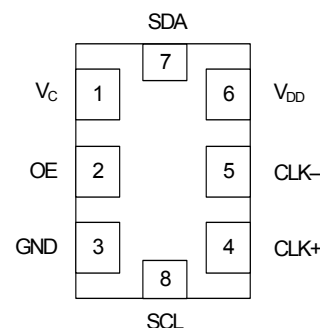 SDA
7
V_C 1 6 V_DD
OE 2 5 CLK–
GND 3 4 CLK+
8
SCL